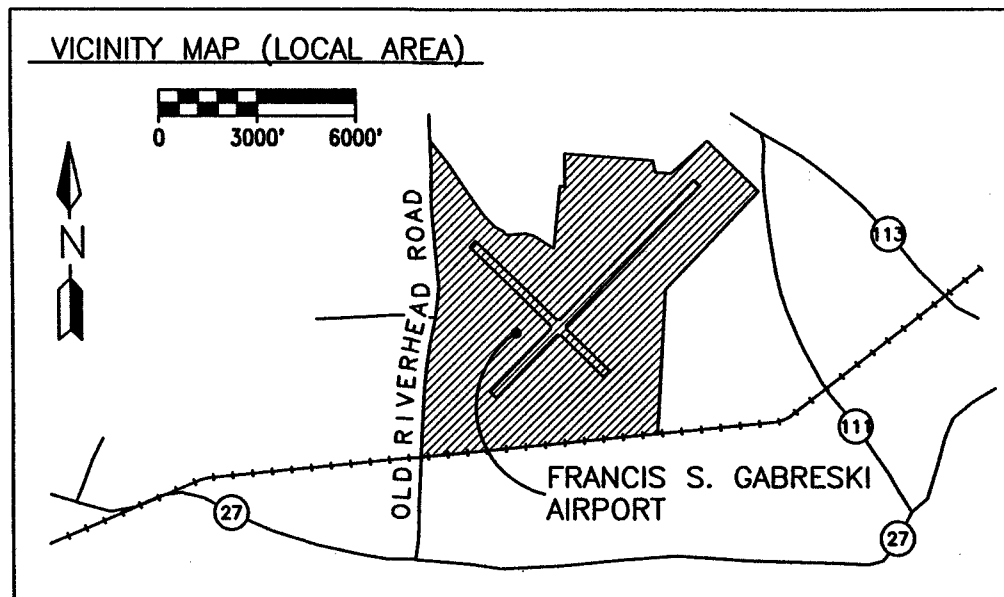 VICINITY MAP (LOCAL AREA)
0 3000' 6000'
N
OLD RIVERHEAD ROAD
113
111
FRANCIS S. GABRESKI
AIRPORT
27
27